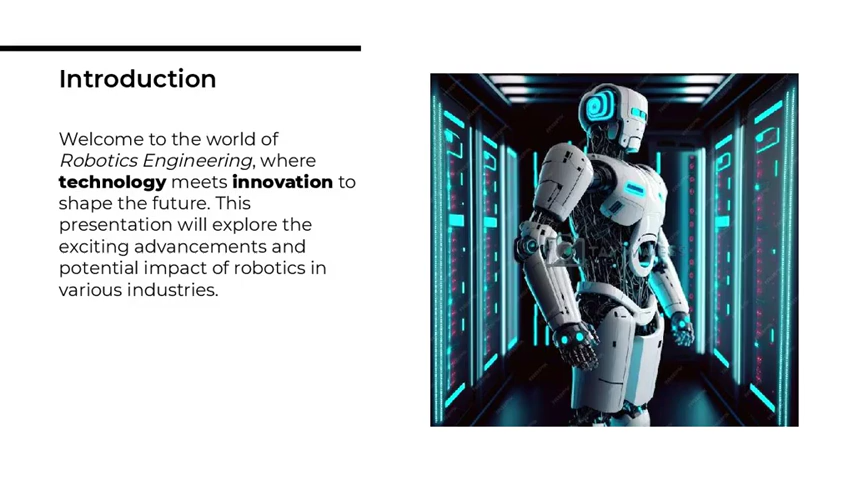 Introduction
Welcome to the world of
Robotics Engineering, where
technology meets innovation to
shape the future. This
presentation will explore the
exciting advancements and
potential impact of robotics in
various industries.